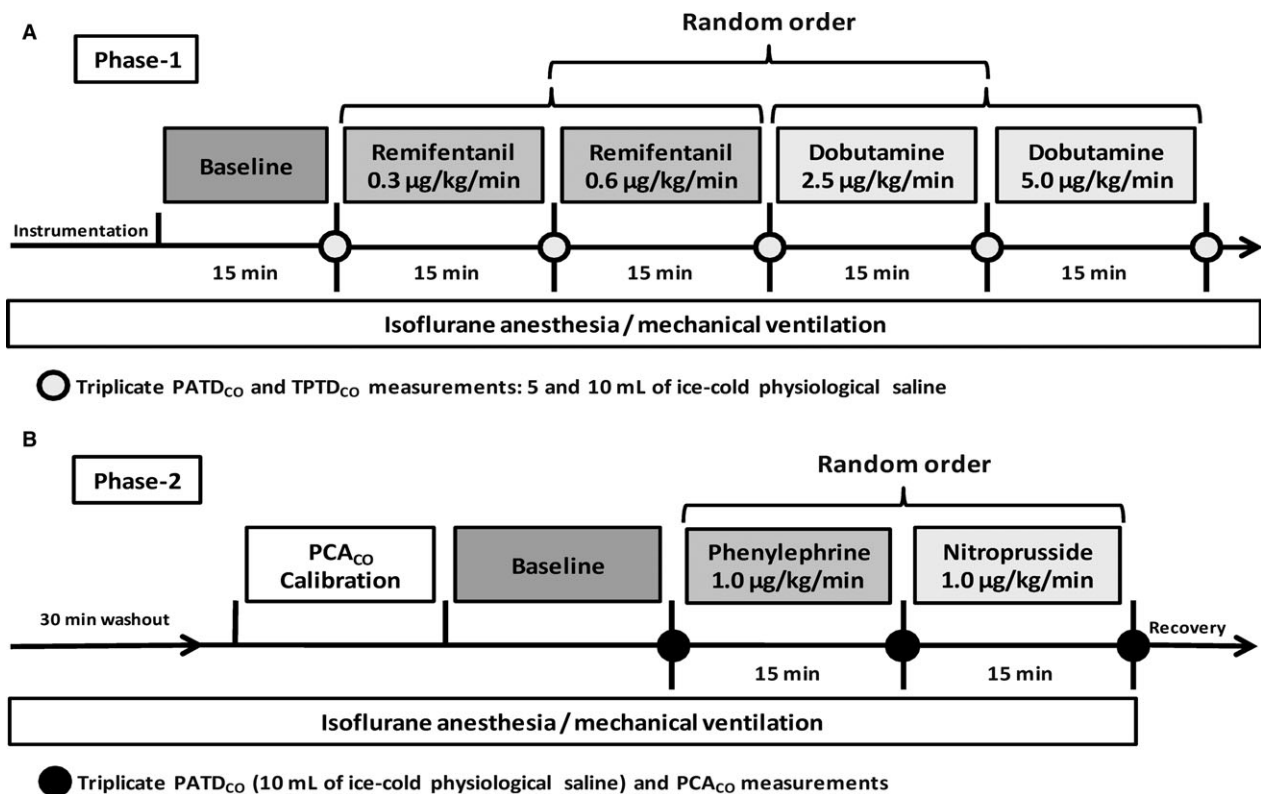 A
Phase-1
Random order
Baseline
Remifentanil
0.3 µg/kg/min
Remifentanil
0.6 µg/kg/min
Dobutamine
2.5 µg/kg/min
Dobutamine
5.0 µg/kg/min
Instrumentation
15 min
15 min
15 min
15 min
15 min
Isoflurane anesthesia / mechanical ventilation
Triplicate PATDCO and TPTDCO measurements: 5 and 10 mL of ice-cold physiological saline
B
Phase-2
Random order
PCACO
Calibration
Baseline
Phenylephrine
1.0 µg/kg/min
Nitroprusside
1.0 µg/kg/min
30 min washout
Recovery
15 min
15 min
Isoflurane anesthesia / mechanical ventilation
Triplicate PATDCO (10 mL of ice-cold physiological saline) and PCACO measurements